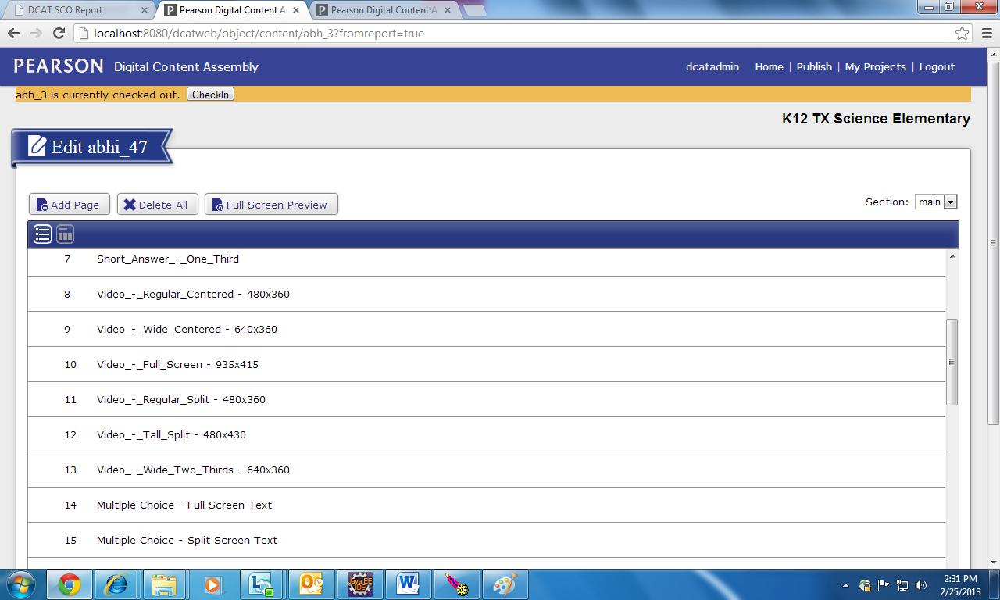 DCAT SCO Report
Pearson Digital Content A
Pearson Digital Content A
localhost:8080/dcatweb/object/content/abh_3?fromreport=true
PEARSON Digital Content Assembly
dcatadmin Home | Publish | My Projects | Logout
abh_3 is currently checked out. CheckIn
K12 TX Science Elementary
Edit abhi_47
Add Page Delete All Full Screen Preview Section: main
7 Short_Answer_-_One_Third
8 Video_-_Regular_Centered - 480x360
9 Video_-_Wide_Centered - 640x360
10 Video_-_Full_Screen - 935x415
11 Video_-_Regular_Split - 480x360
12 Video_-_Tall_Split - 480x430
13 Video_-_Wide_Two_Thirds - 640x360
14 Multiple Choice - Full Screen Text
15 Multiple Choice - Split Screen Text
Java EE
IDE
2:31 PM
2/25/2013